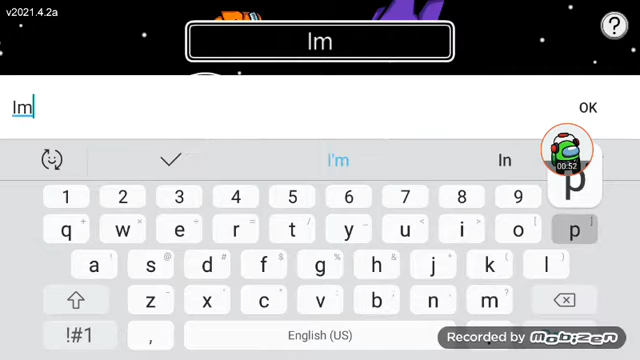 v2021.4.2a
Im
?
Im
OK
I'm
In
00:52
p
1 2 3 4 5 6 7 8 9
q + w × e ÷ r = t / y _ u < i > o [ p ]
a ! s @ d # f $ g % h & j * k ( l )
z - x ' c " v : b ; n , m ?
!#1 , English (US)
Recorded by MOBIZEN